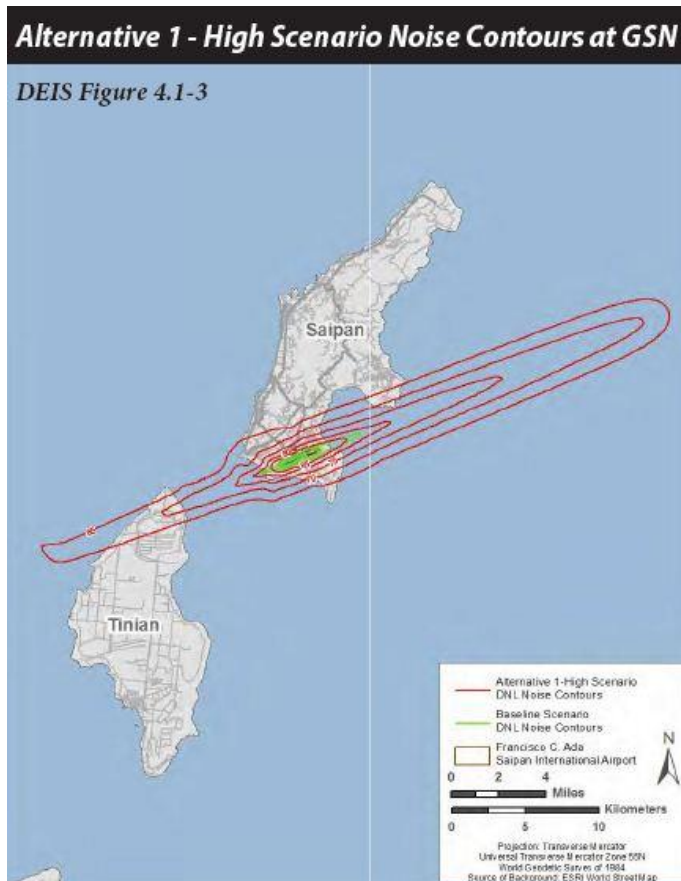 Alternative 1 - High Scenario Noise Contours at GSN
DEIS Figure 4.1-3
Saipan
Tinian
Alternative 1-High Scenario
DNL Noise Contours
Baseline Scenario
DNL Noise Contours
Francisco C. Ada
Saipan International Airport
N
0 2 4
Miles
Kilometers
0 5 10
Projection: Transverse Mercator
Universal Transverse Mercator Zone 55N
World Geodetic Survey of 1984
Source of Background: ESRI World StreetMap